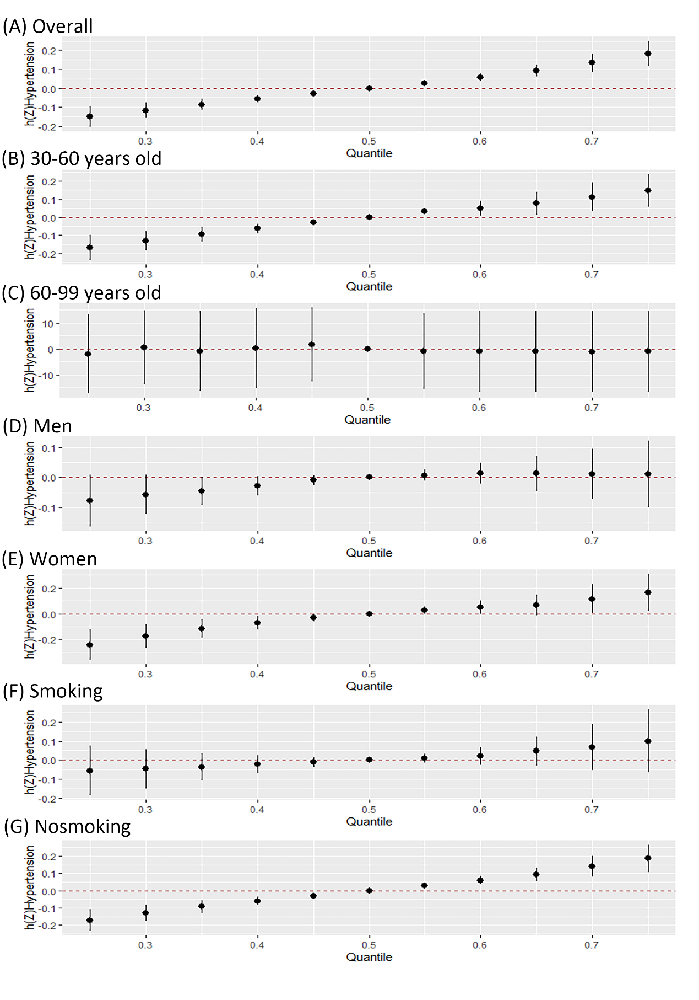 (A) Overall
h(Z)Hypertension
0.2
0.1
0.0
-0.1
-0.2
0.3 0.4 0.5 0.6 0.7
Quantile
(B) 30-60 years old
h(Z)Hypertension
0.2
0.1
0.0
-0.1
-0.2
0.3 0.4 0.5 0.6 0.7
Quantile
(C) 60-99 years old
h(Z)Hypertension
10
0
-10
0.3 0.4 0.5 0.6 0.7
Quantile
(D) Men
h(Z)Hypertension
0.1
0.0
-0.1
0.3 0.4 0.5 0.6 0.7
Quantile
(E) Women
h(Z)Hypertension
0.2
0.0
-0.2
0.3 0.4 0.5 0.6 0.7
Quantile
(F) Smoking
h(Z)Hypertension
0.2
0.1
0.0
-0.1
-0.2
0.3 0.4 0.5 0.6 0.7
Quantile
(G) Nosmoking
h(Z)Hypertension
0.2
0.1
0.0
-0.1
-0.2
0.3 0.4 0.5 0.6 0.7
Quantile